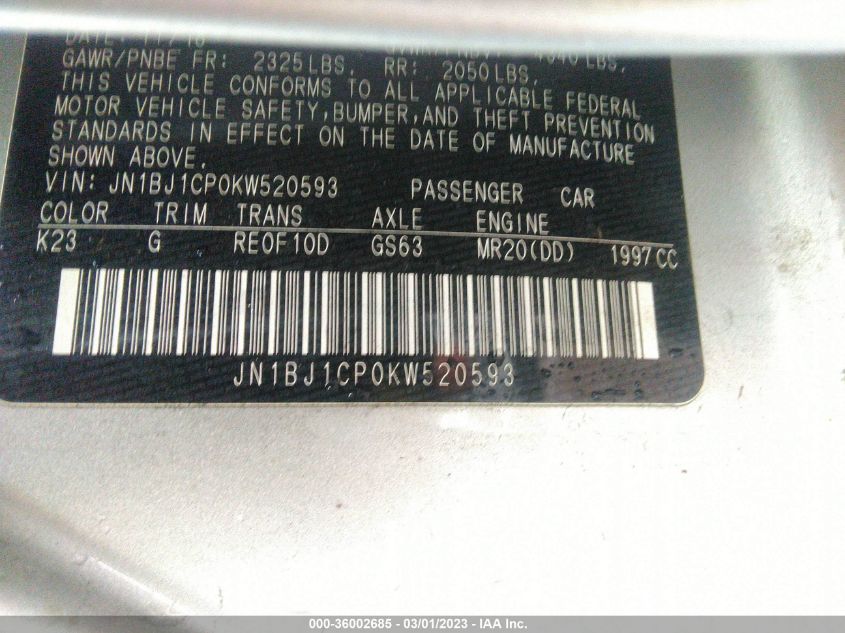 GAWR/PNBE FR: 2325LBS. RR: 2050LBS.
THIS VEHICLE CONFORMS TO ALL APPLICABLE FEDERAL
MOTOR VEHICLE SAFETY,BUMPER,AND THEFT PREVENTION
STANDARDS IN EFFECT ON THE DATE OF MANUFACTURE
SHOWN ABOVE.
VIN: JN1BJ1CP0KW520593 PASSENGER CAR
COLOR TRIM TRANS AXLE ENGINE
K23 G RE0F10D GS63 MR20(DD) 1997CC
JN1BJ1CP0KW520593
000-36002685 - 03/01/2023 - IAA Inc.